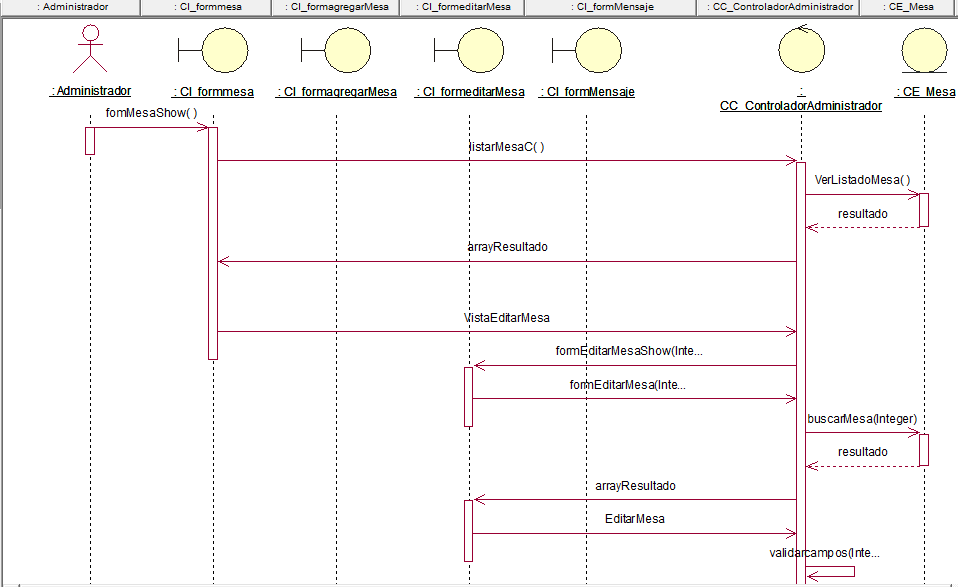 : Administrador
: CI_formmesa
: CI_formagregarMesa
: CI_formeditarMesa
: CI_formMensaje
: CC_ControladorAdministrador
: CE_Mesa
: Administrador
: CI_formmesa
: CI_formagregarMesa
: CI_formeditarMesa
: CI_formMensaje
:
CC_ControladorAdministrador
: CE_Mesa
fomMesaShow( )
listarMesaC( )
VerListadoMesa( )
resultado
arrayResultado
VistaEditarMesa
formEditarMesaShow(Inte...
formEditarMesa(Inte...
buscarMesa(Integer)
resultado
arrayResultado
EditarMesa
validarcampos(Inte...